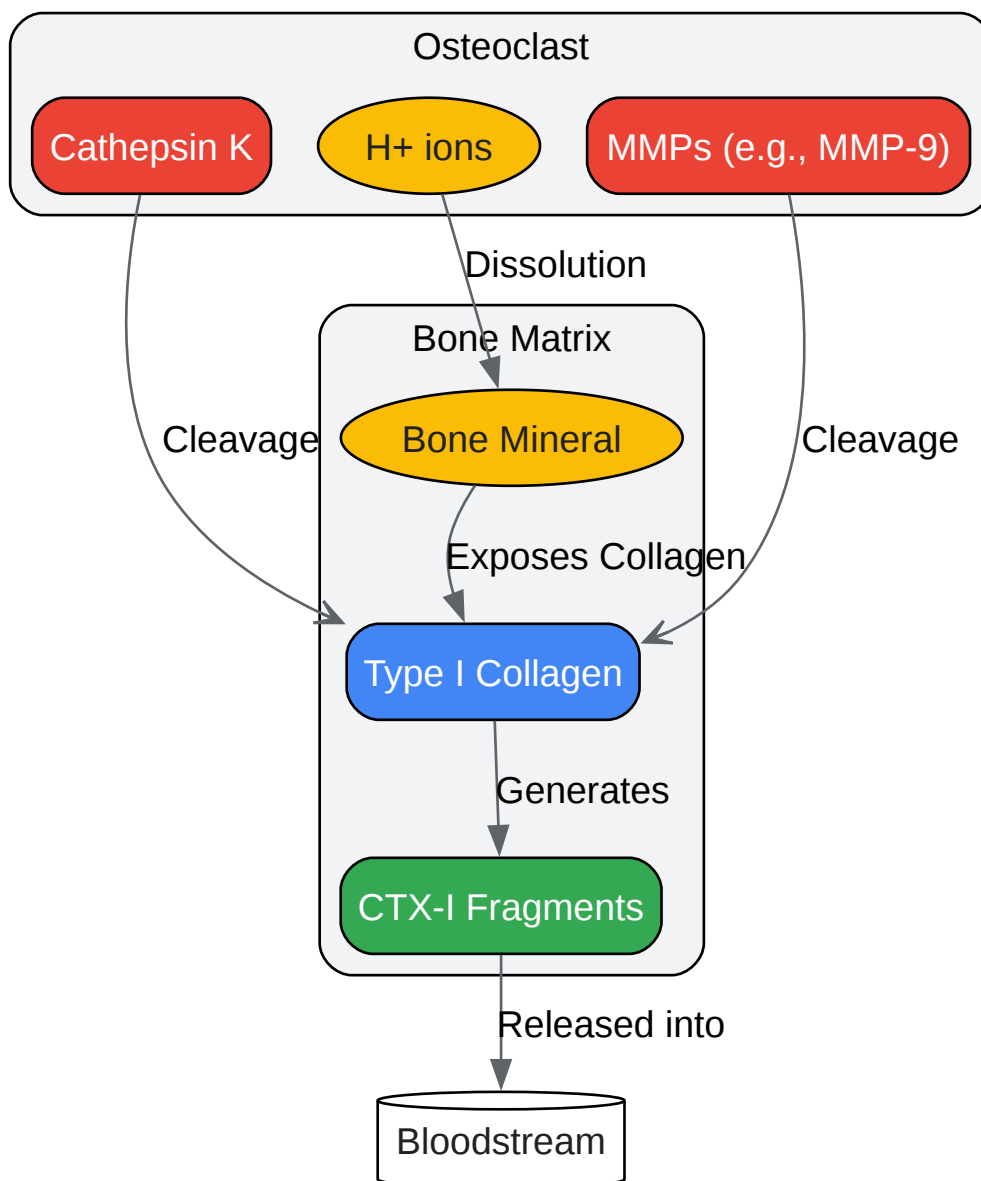 Osteoclast
Cathepsin K
H+ ions
MMPs (e.g., MMP-9)
Dissolution
Bone Matrix
Cleavage
Bone Mineral
Cleavage
Exposes Collagen
Type I Collagen
Generates
CTX-I Fragments
Released into
Bloodstream